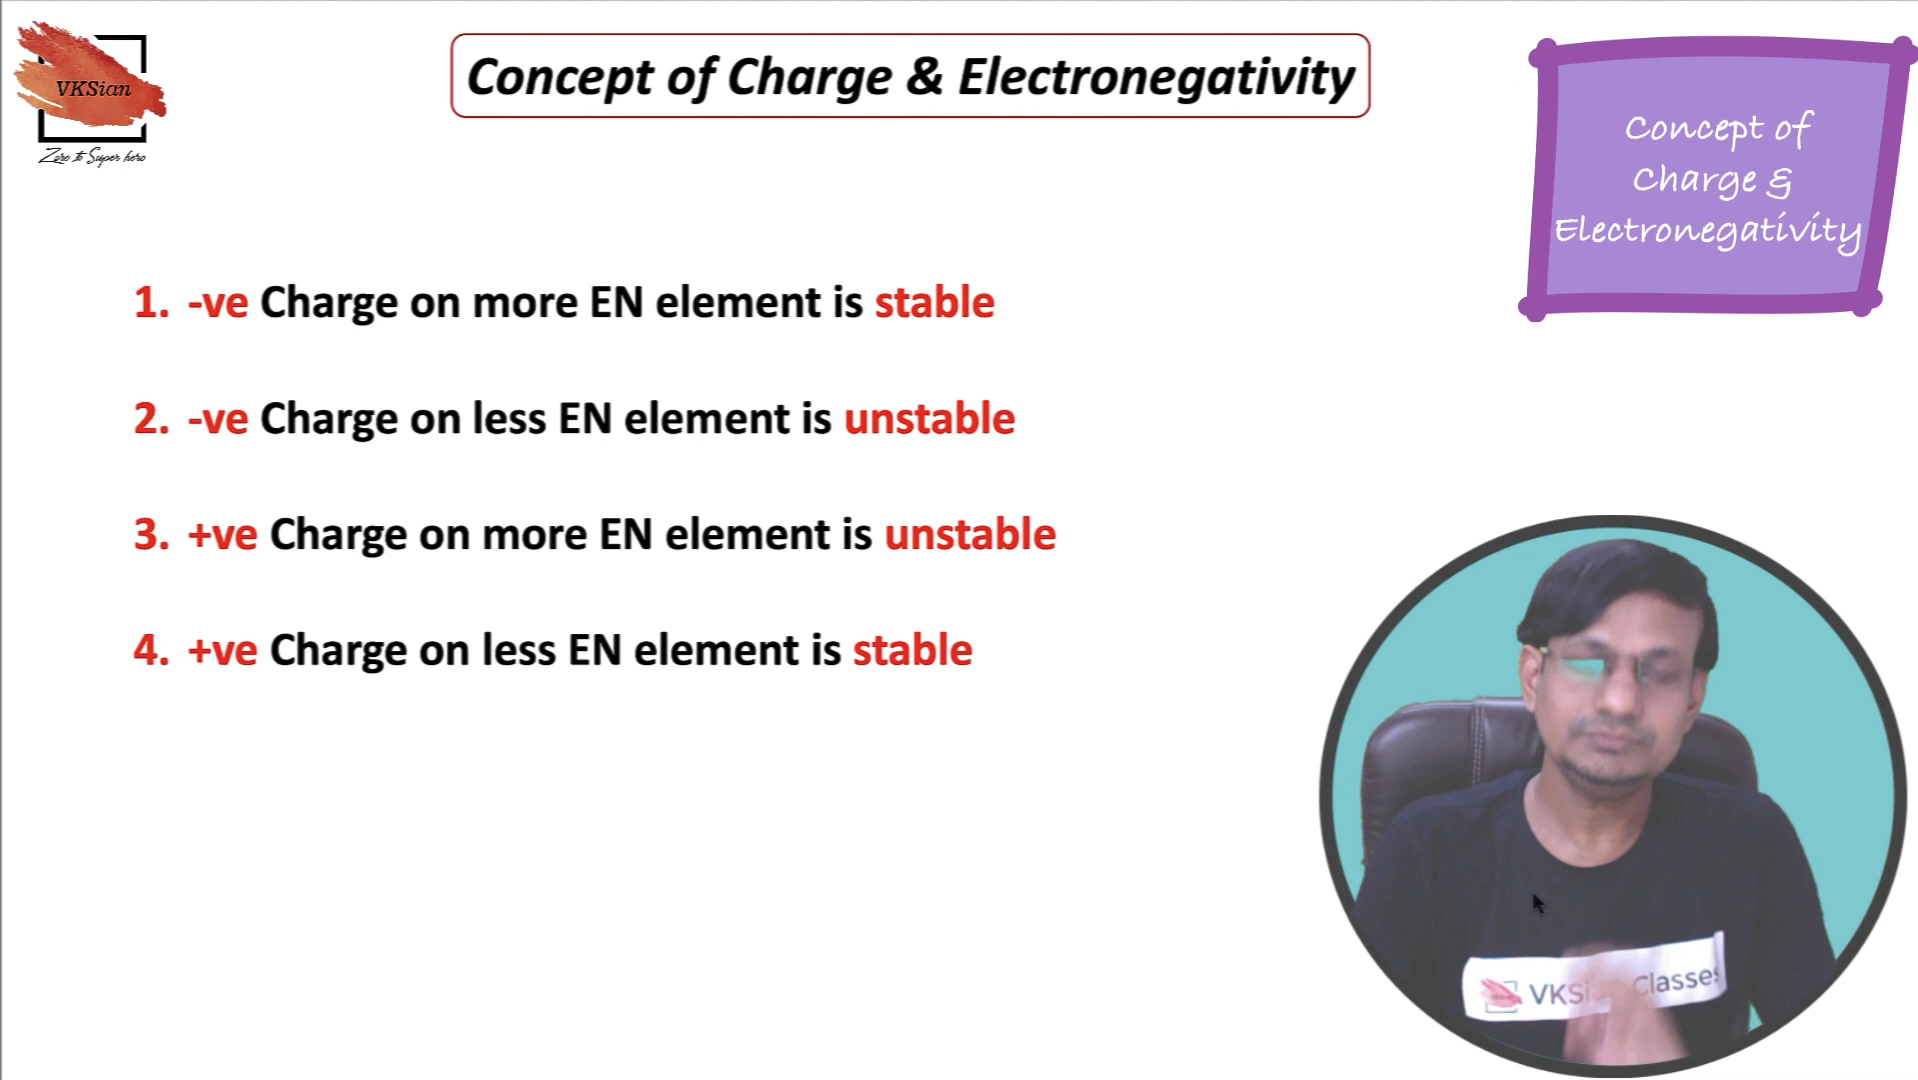 VKSian
Zero to Super hero
Concept of Charge & Electronegativity
Concept of
Charge &
Electronegativity
1. -ve Charge on more EN element is stable
2. -ve Charge on less EN element is unstable
3. +ve Charge on more EN element is unstable
4. +ve Charge on less EN element is stable